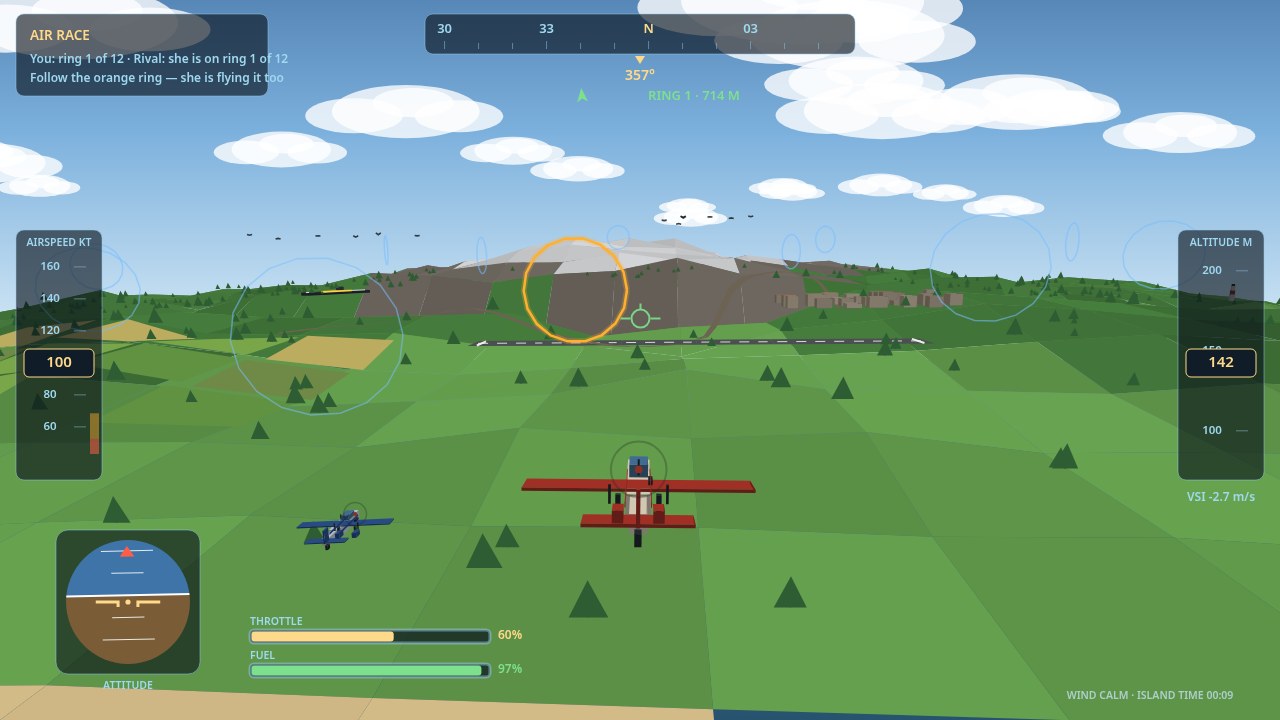 AIR RACE
You: ring 1 of 12 · Rival: she is on ring 1 of 12
Follow the orange ring — she is flying it too
30 33 N 03
357°
RING 1 · 714 M
AIRSPEED KT
160
140
120
100
80
60
ALTITUDE M
200
142
100
VSI -2.7 m/s
ATTITUDE
THROTTLE
60%
FUEL
97%
WIND CALM · ISLAND TIME 00:09